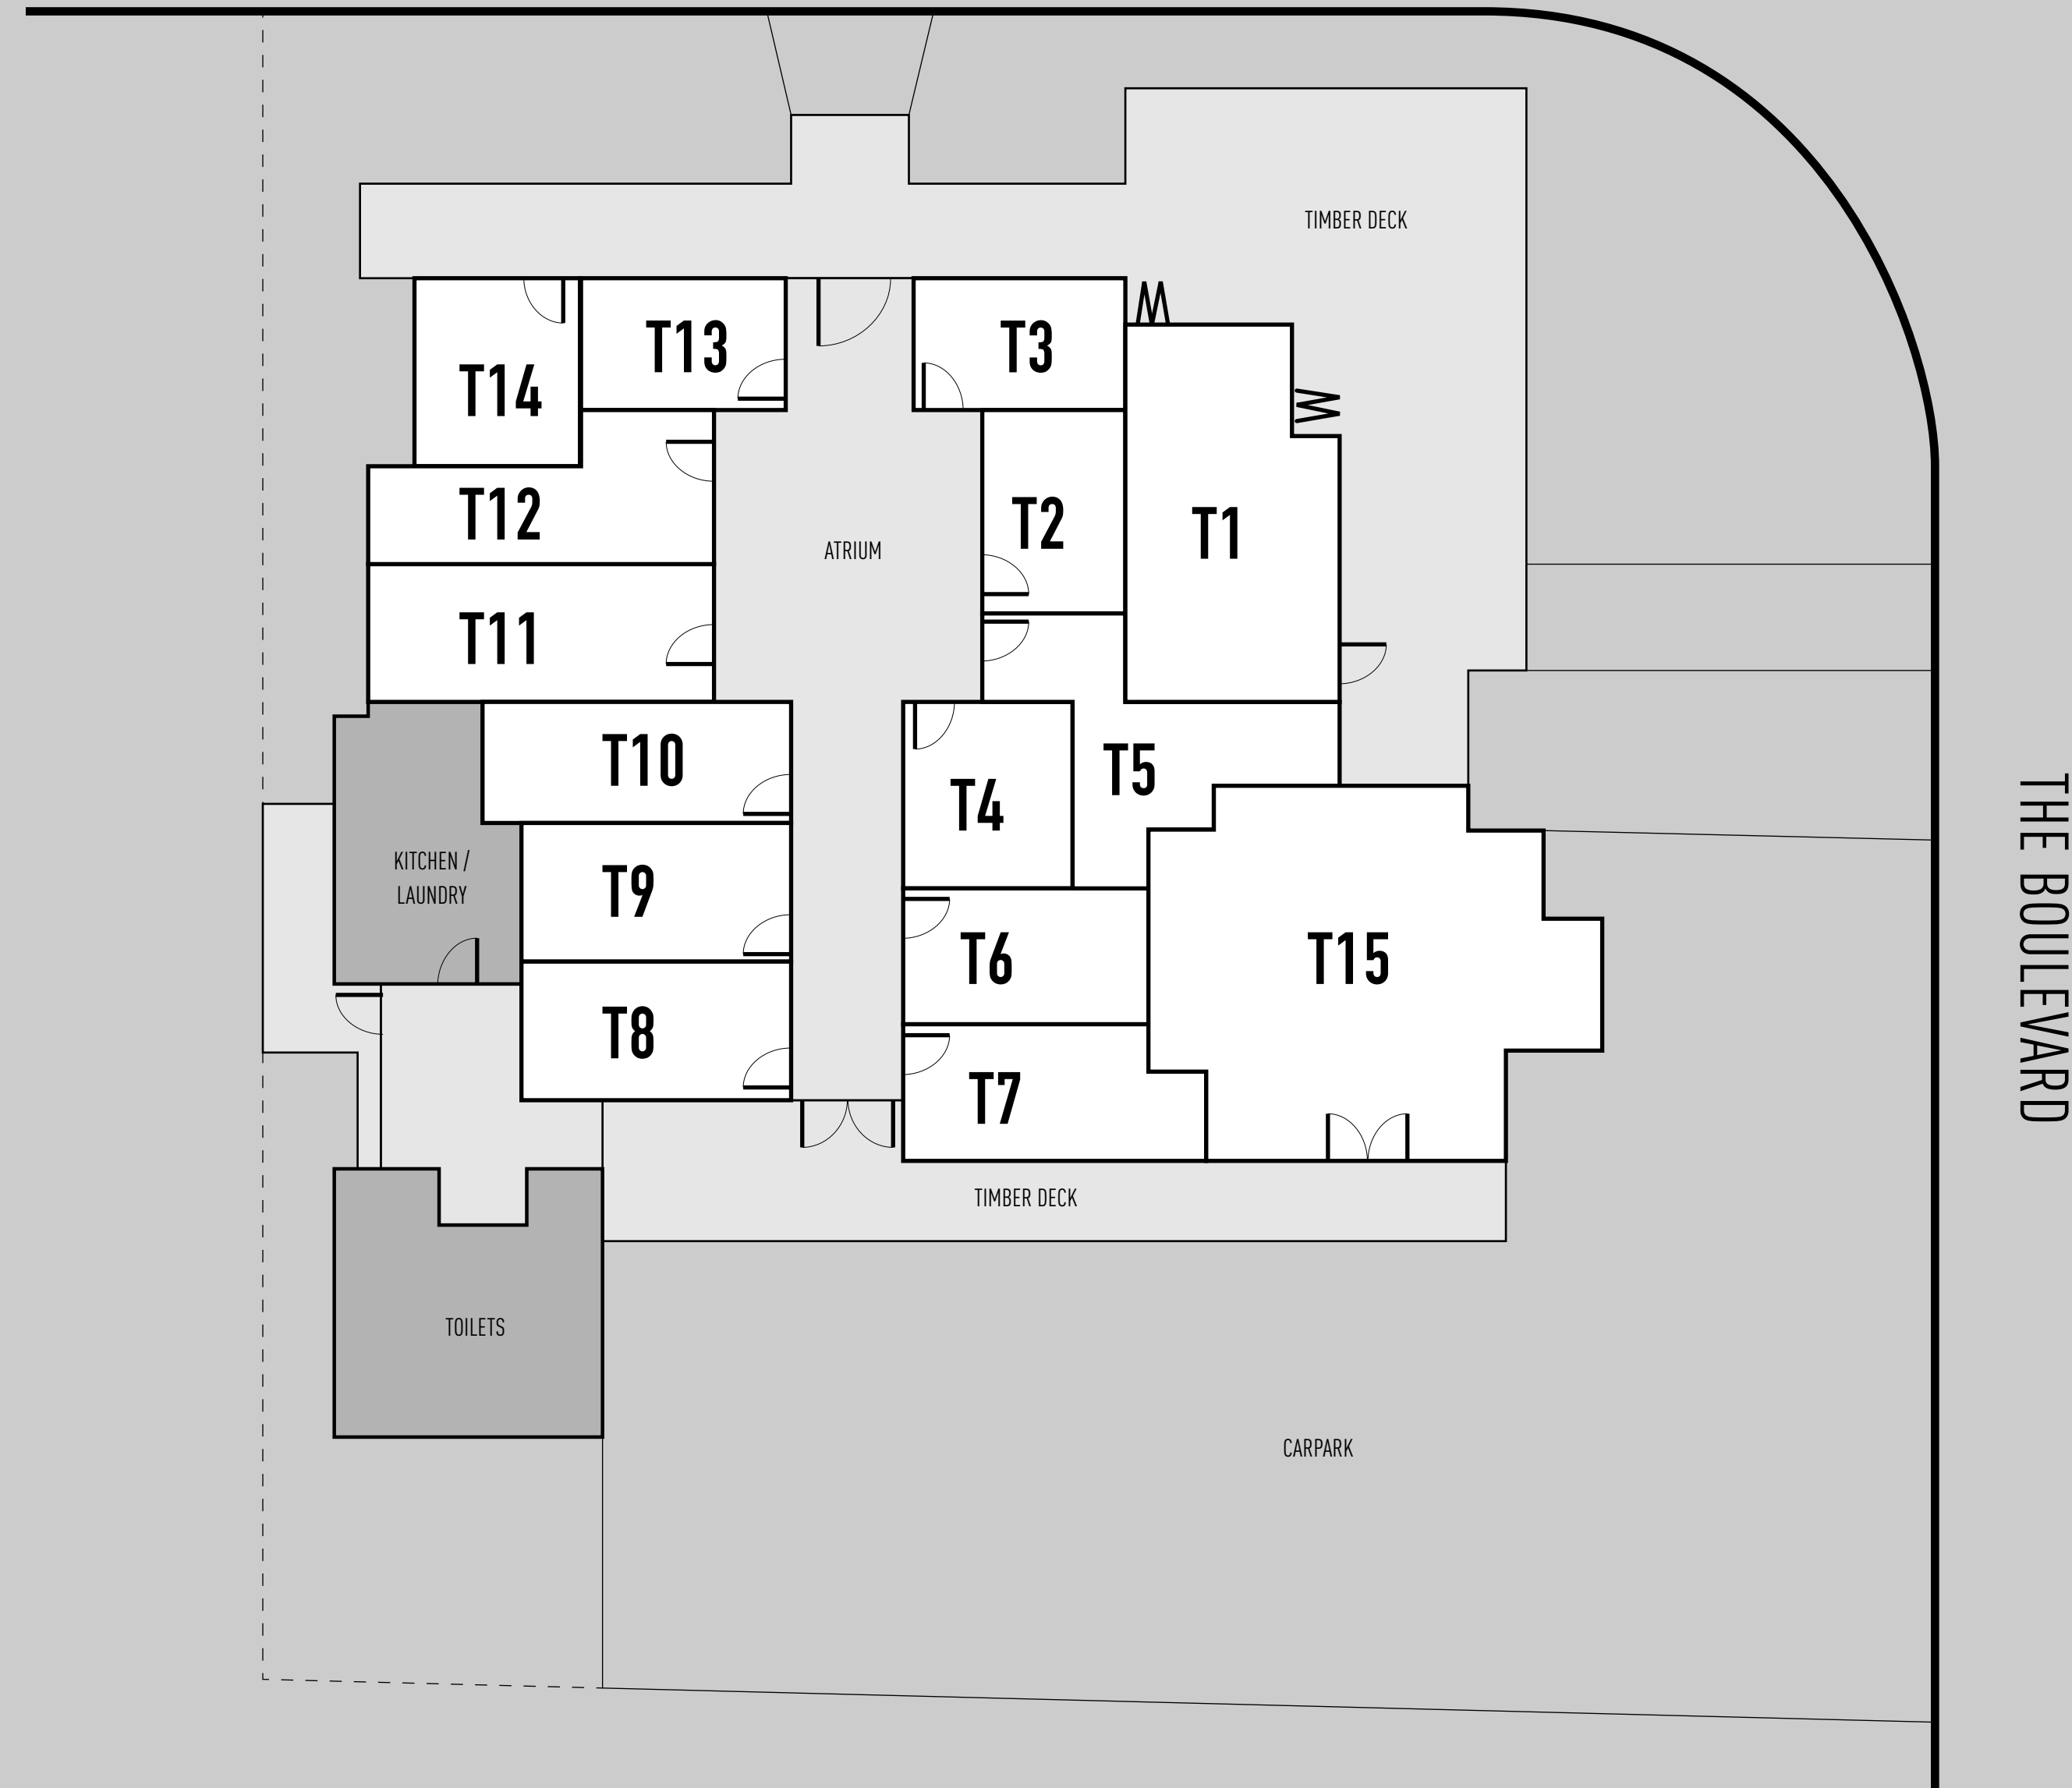 TIMBER DECK
T13
T3
T14
T12
T2
T1
ATRIUM
T11
T10
T5
T4
THE BOULEVARD
KITCHEN /
LAUNDRY
T9
T6
T15
T8
T7
TIMBER DECK
TOILETS
CARPARK